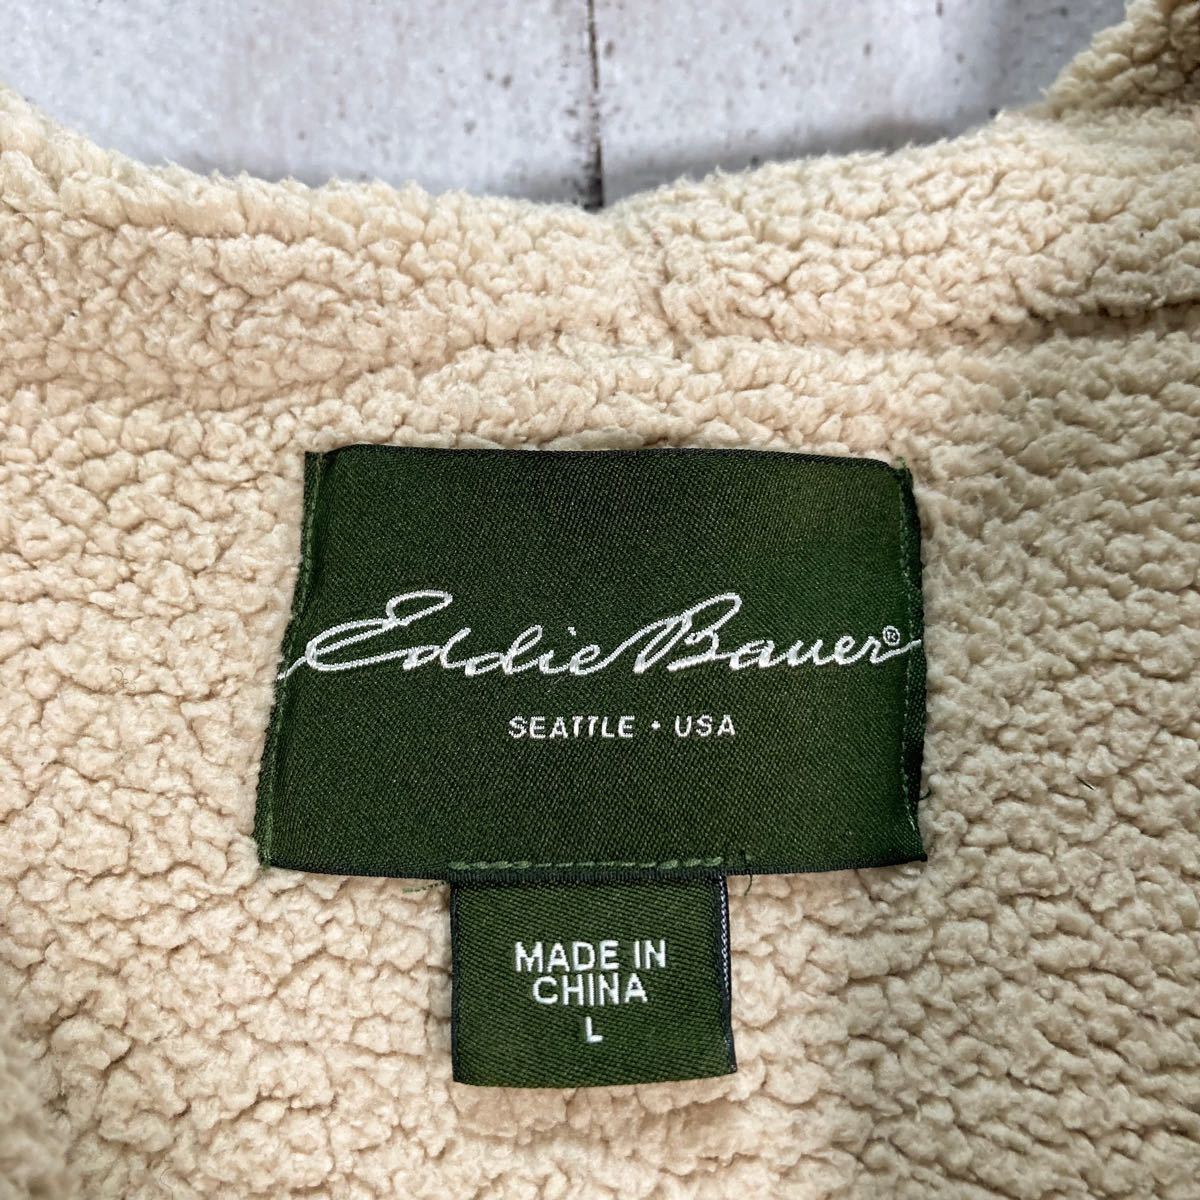 Eddie Bauer®
SEATTLE • USA
MADE IN
CHINA
L